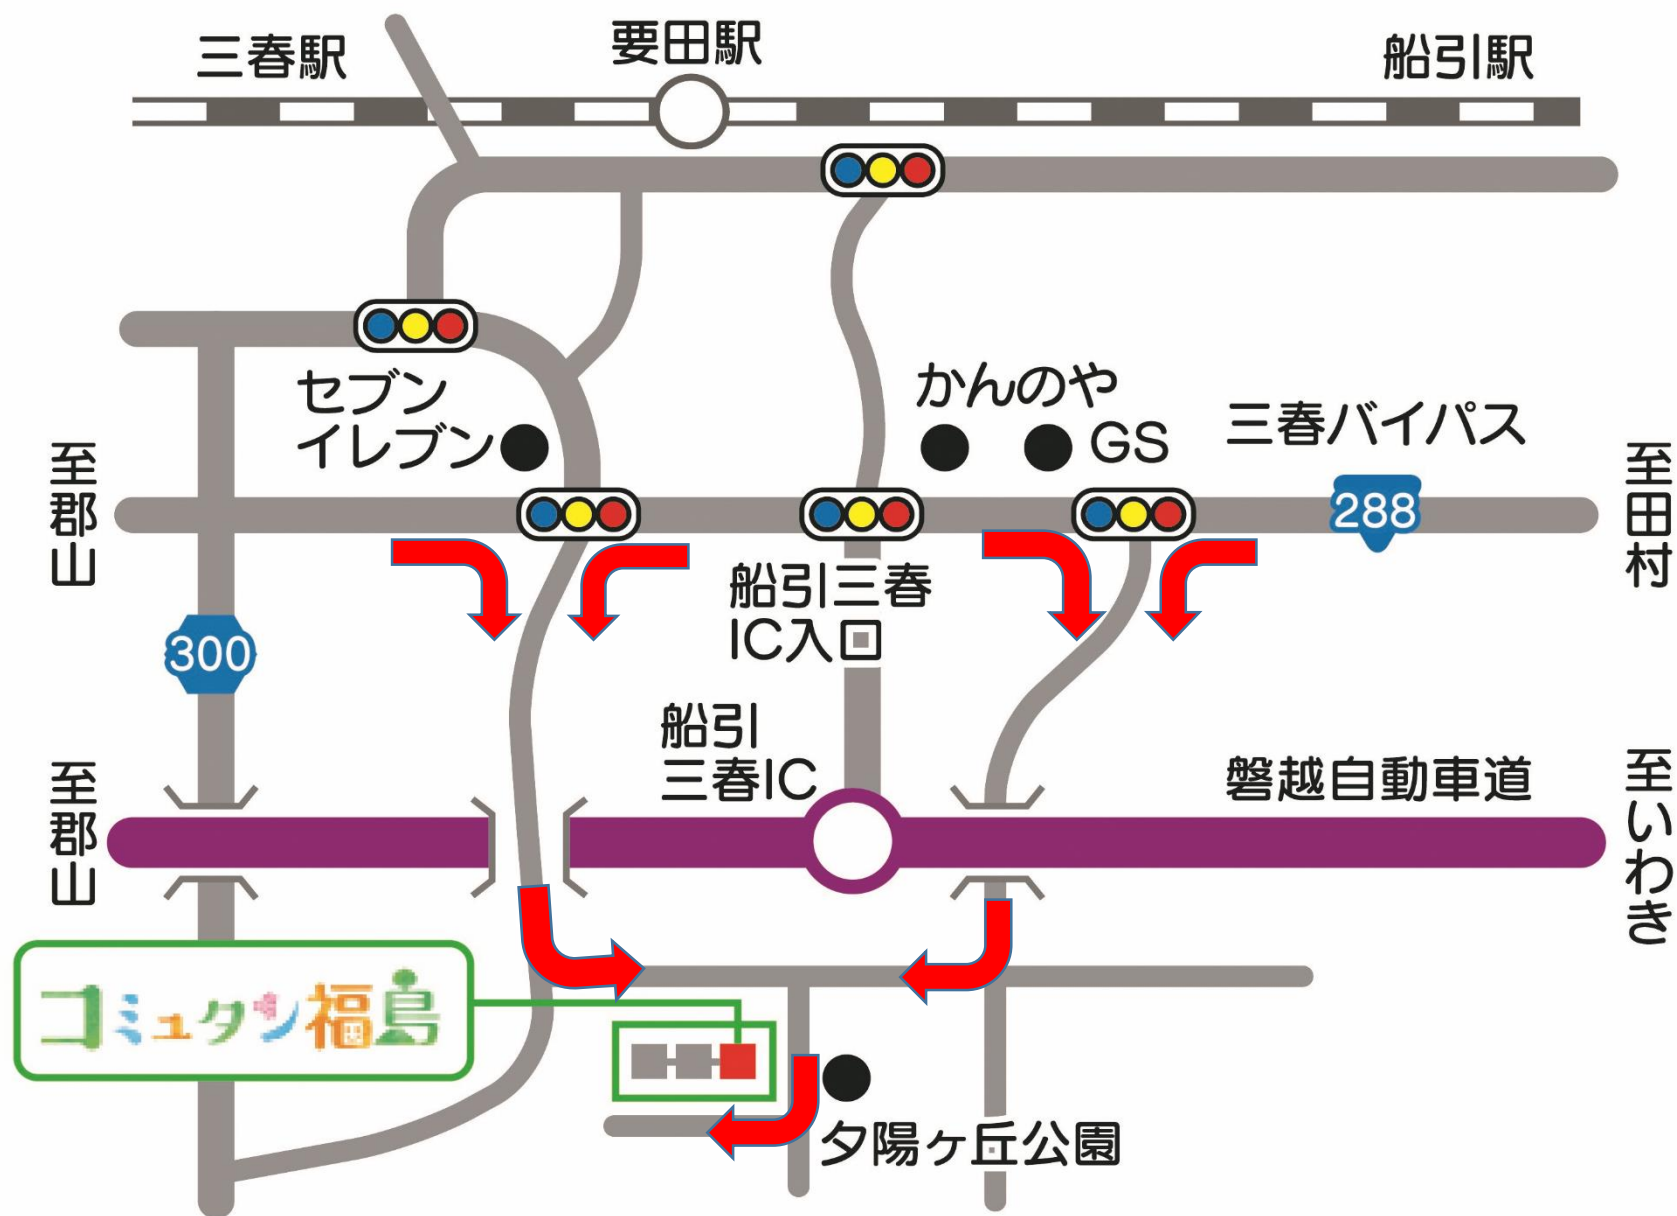 三春駅
要田駅
船引駅
セブン
イレブン
かんのや
GS
三春バイパス
288
至郡山
至田村
船引三春
IC入口
300
船引
三春IC
磐越自動車道
至郡山
至いわき
コミュタン福島
夕陽ヶ丘公園